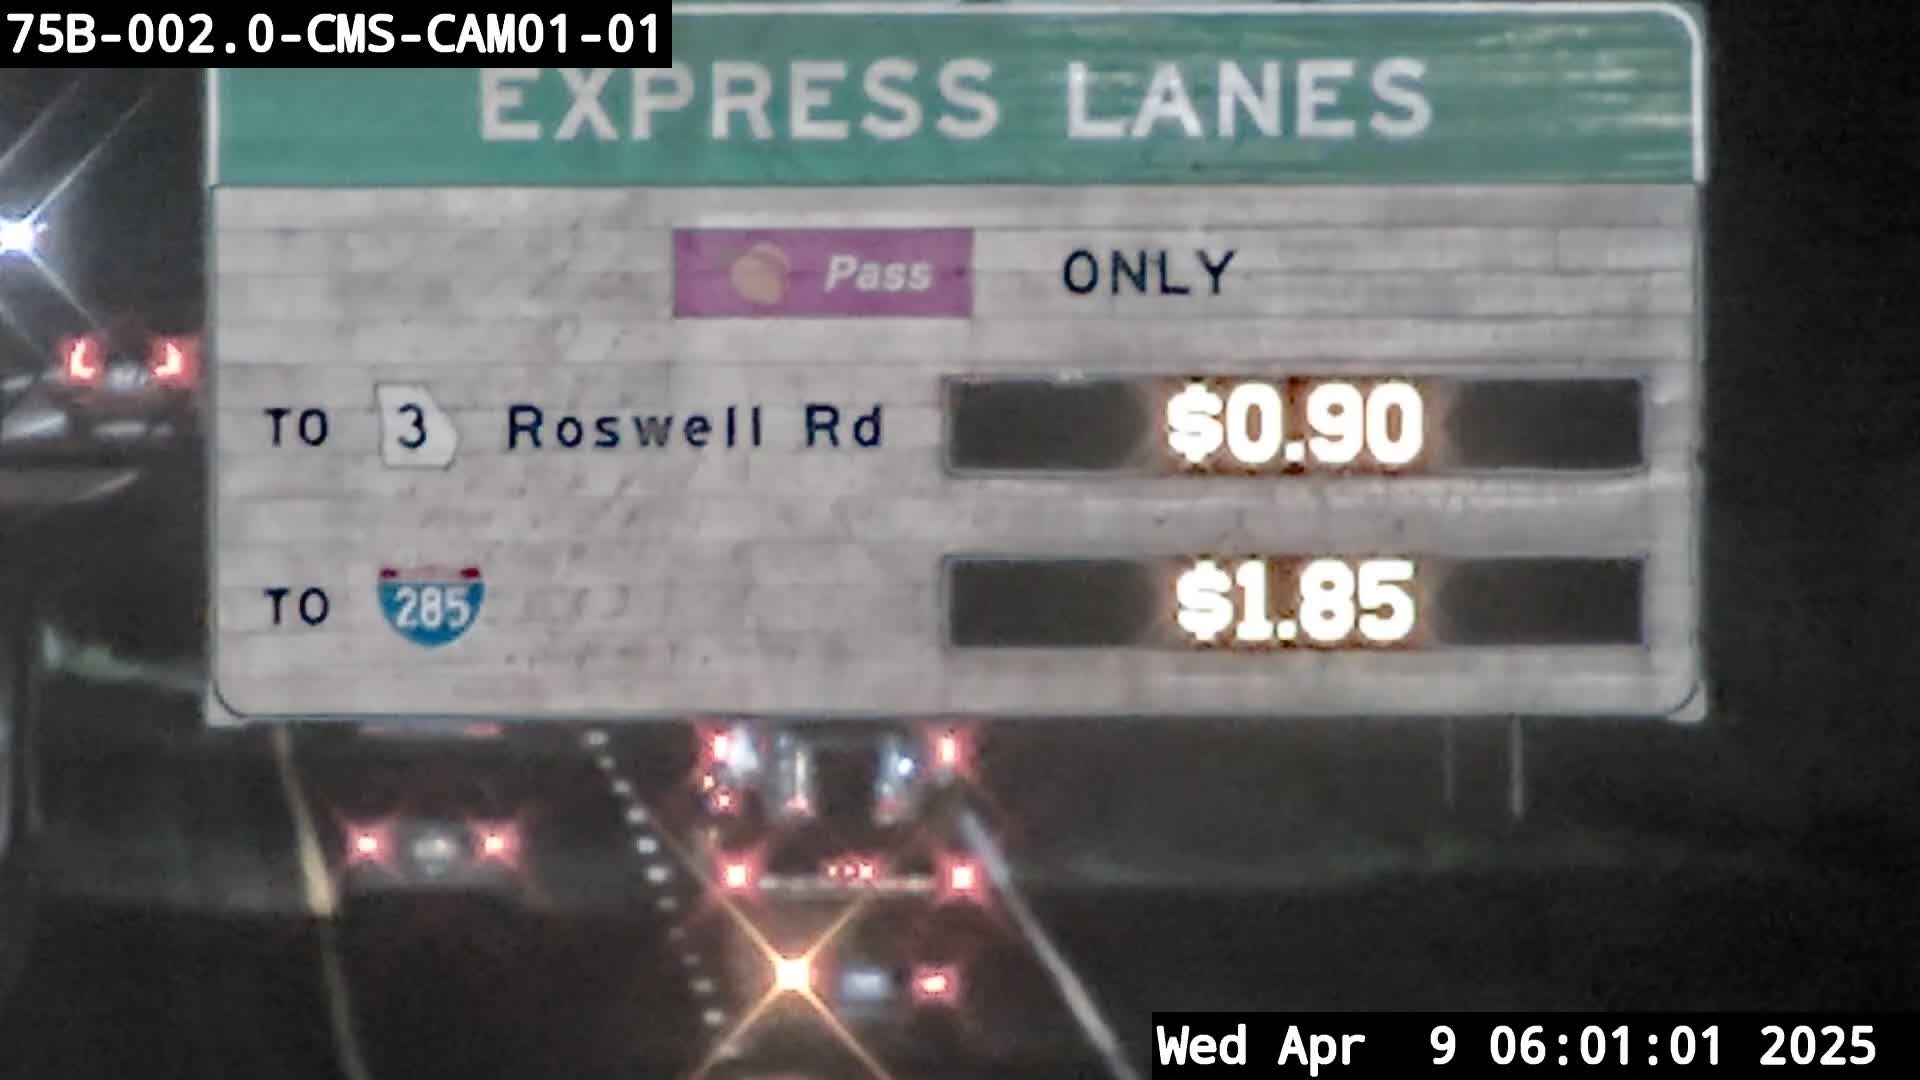 75B-002.0-CMS-CAM01-01
EXPRESS LANES
Pass ONLY
TO 3 Roswell Rd $0.90
TO 285 $1.85
Wed Apr 9 06:01:01 2025